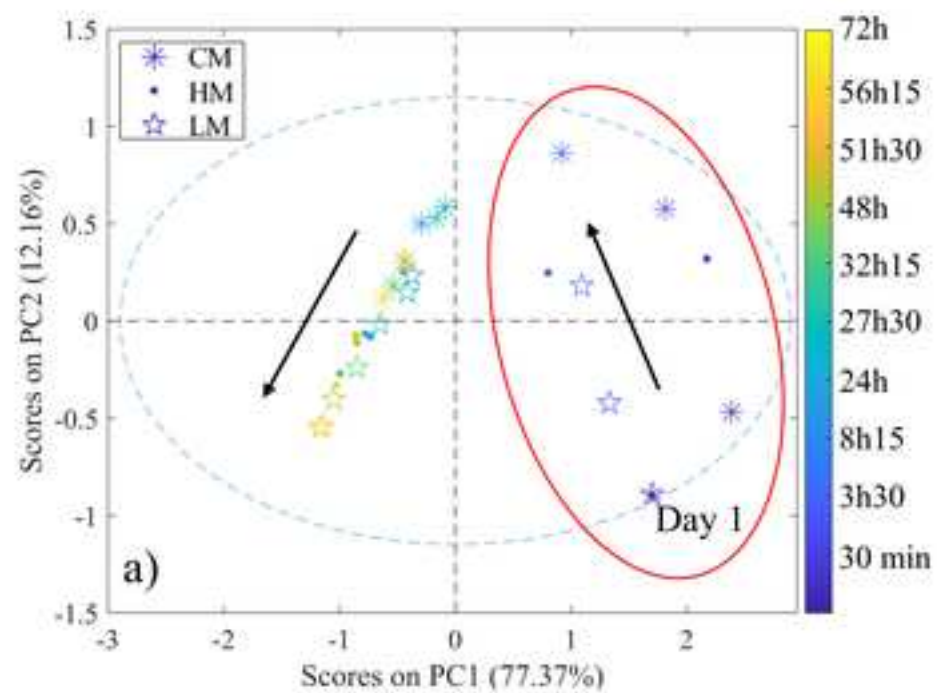 1.5
1
0.5
0
-0.5
-1
-1.5
Scores on PC2 (12.16%)
CM
HM
LM
Day 1
a)
-3
-2
-1
0
1
2
Scores on PC1 (77.37%)
72h
56h15
51h30
48h
32h15
27h30
24h
8h15
3h30
30 min